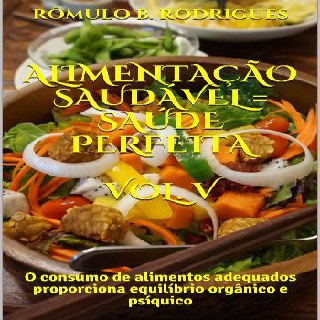 RÔMULO B. RODRIGUES
ALIMENTAÇÃO
SAUDÁVEL =
SAÚDE
PERFEITA
VOL. V
O consumo de alimentos adequados
proporciona equilíbrio orgânico e
psíquico